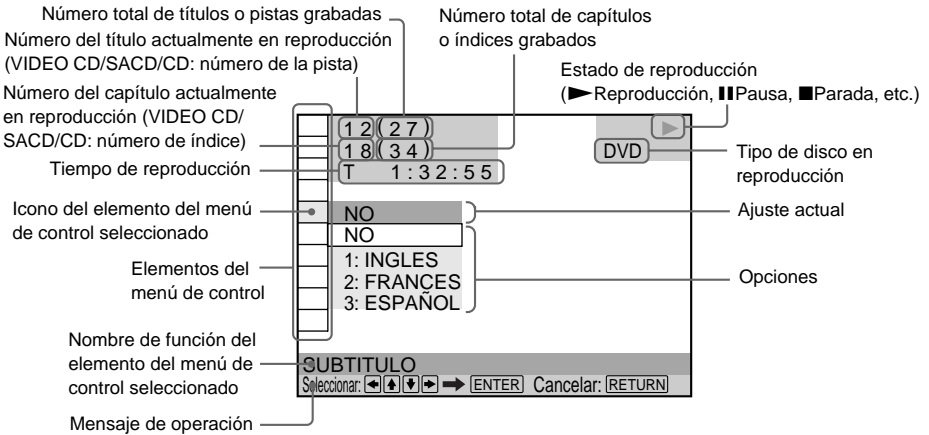 Número total de títulos o pistas grabadas
Número del título actualmente en reproducción
(VIDEO CD/SACD/CD: número de la pista)
Número del capítulo actualmente
en reproducción (VIDEO CD/
SACD/CD: número de índice)
Tiempo de reproducción
Icono del elemento del menú
de control seleccionado
Elementos del
menú de control
Nombre de función del
elemento del menú de
control seleccionado
Mensaje de operación
Número total de capítulos
o índices grabados
Estado de reproducción
(▶Reproducción, ⏸Pausa, ■Parada, etc.)
Tipo de disco en
reproducción
Ajuste actual
Opciones
12(27)
18(34)
T 1:32:55
▶
DVD
NO
NO
1: INGLES
2: FRANCES
3: ESPAÑOL
SUBTITULO
Seleccionar: ←↑↓→ ➡ ENTER Cancelar: RETURN